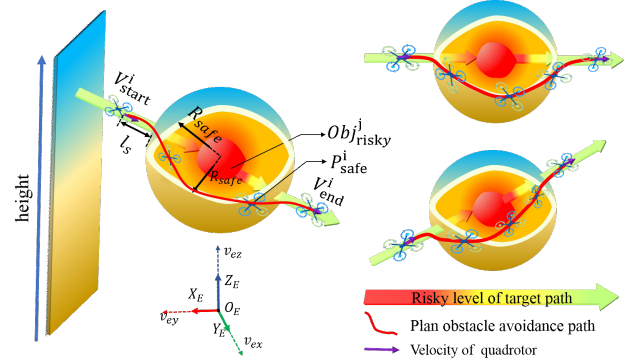 height
V^i_start
l_s
R_safe
R_safe
Obj^j_risky
P^i_safe
V^i_end
v_ez
Z_E
X_E
O_E
v_ey
Y_E
v_ex
Risky level of target path
Plan obstacle avoidance path
Velocity of quadrotor